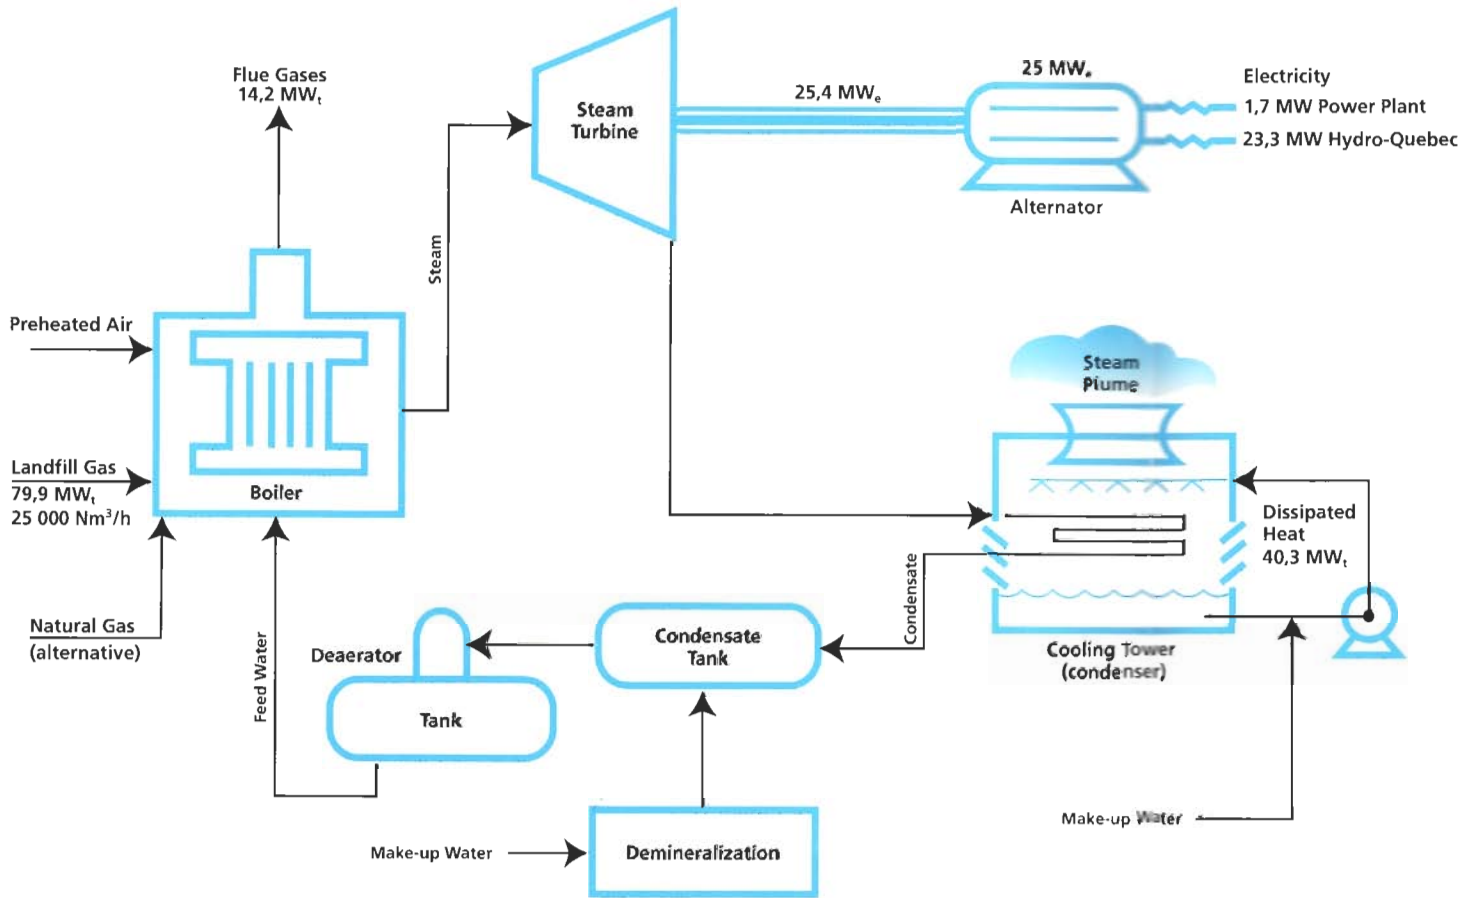 Flue Gases
14,2 MWt
Steam
Turbine
25,4 MWe
25 MWe
Alternator
Electricity
1,7 MW Power Plant
23,3 MW Hydro-Quebec
Steam
Preheated Air
Landfill Gas
79,9 MWt
25 000 Nm³/h
Boiler
Natural Gas
(alternative)
Feed Water
Deaerator
Tank
Condensate
Tank
Condensate
Steam
Plume
Dissipated
Heat
40,3 MWt
Cooling Tower
(condenser)
Make-up Water
Make-up Water
Demineralization